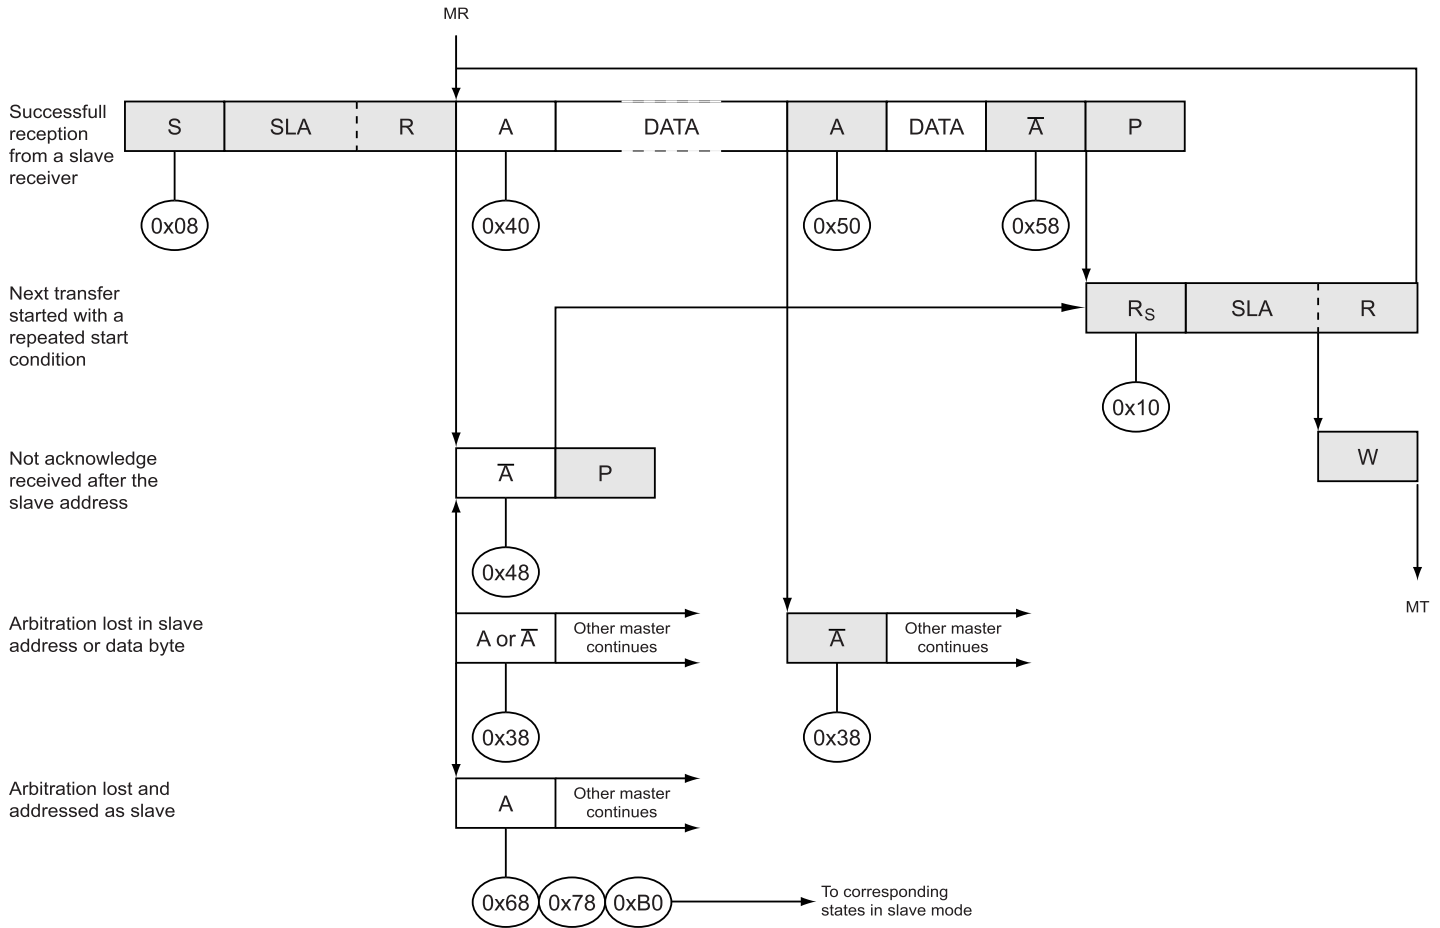 MR
Successfull
reception
from a slave
receiver
S SLA R A DATA A DATA A̅ P
0x08 0x40 0x50 0x58
Next transfer
started with a
repeated start
condition
RS SLA R
0x10
Not acknowledge
received after the
slave address
A̅ P
W
0x48
MT
Arbitration lost in slave
address or data byte
A or A̅ Other master
continues
A̅ Other master
continues
0x38 0x38
Arbitration lost and
addressed as slave
A Other master
continues
0x68 0x78 0xB0
To corresponding
states in slave mode